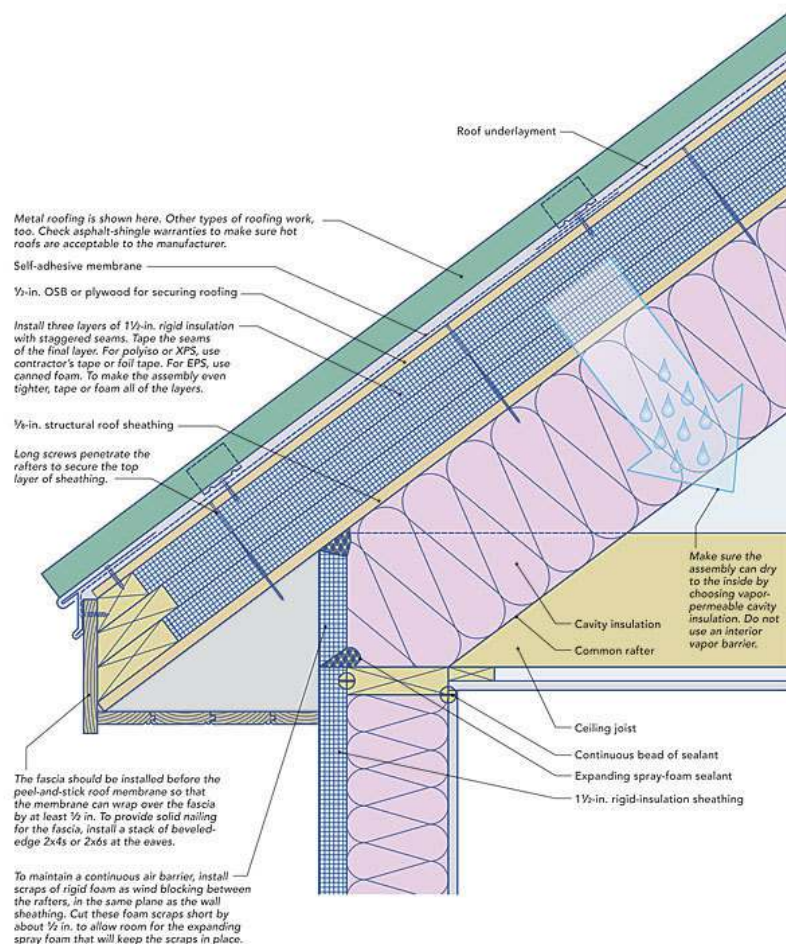 Roof underlayment
Metal roofing is shown here. Other types of roofing work,
too. Check asphalt-shingle warranties to make sure hot
roofs are acceptable to the manufacturer.
Self-adhesive membrane
½-in. OSB or plywood for securing roofing
Install three layers of 1½-in. rigid insulation
with staggered seams. Tape the seams
of the final layer. For polyiso or XPS, use
contractor's tape or foil tape. For EPS, use
canned foam. To make the assembly even
tighter, tape or foam all of the layers.
⅝-in. structural roof sheathing
Long screws penetrate the
rafters to secure the top
layer of sheathing.
Make sure the
assembly can dry
to the inside by
choosing vapor-
permeable cavity
insulation. Do not
use an interior
vapor barrier.
Cavity insulation
Common rafter
Ceiling joist
Continuous bead of sealant
Expanding spray-foam sealant
1½-in. rigid-insulation sheathing
The fascia should be installed before the
peel-and-stick roof membrane so that
the membrane can wrap over the fascia
by at least ½ in. To provide solid nailing
for the fascia, install a stack of beveled-
edge 2x4s or 2x6s at the eaves.
To maintain a continuous air barrier, install
scraps of rigid foam as wind blocking between
the rafters, in the same plane as the wall
sheathing. Cut these foam scraps short by
about ½ in. to allow room for the expanding
spray foam that will keep the scraps in place.